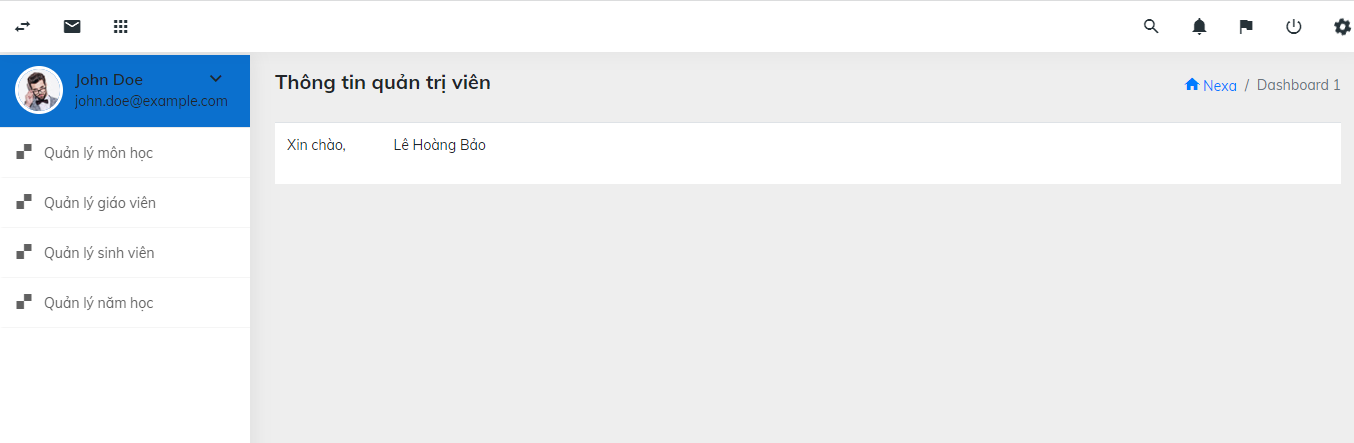 John Doe
john.doe@example.com
Quản lý môn học
Quản lý giáo viên
Quản lý sinh viên
Quản lý năm học
Thông tin quản trị viên
Nexa / Dashboard 1
Xin chào, Lê Hoàng Bảo